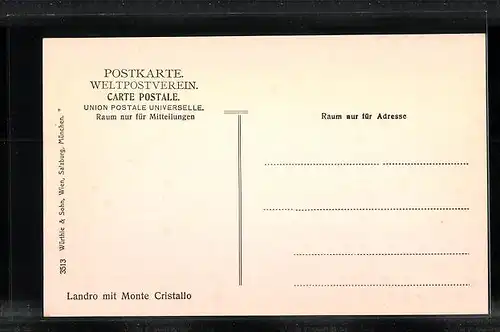 POSTKARTE.
WELTPOSTVEREIN.
CARTE POSTALE.
UNION POSTALE UNIVERSELLE.
Raum nur für Mitteilungen
Raum nur für Adresse
3513 Würthle & Sohn, Wien, Salzburg, München. *
Landro mit Monte Cristallo